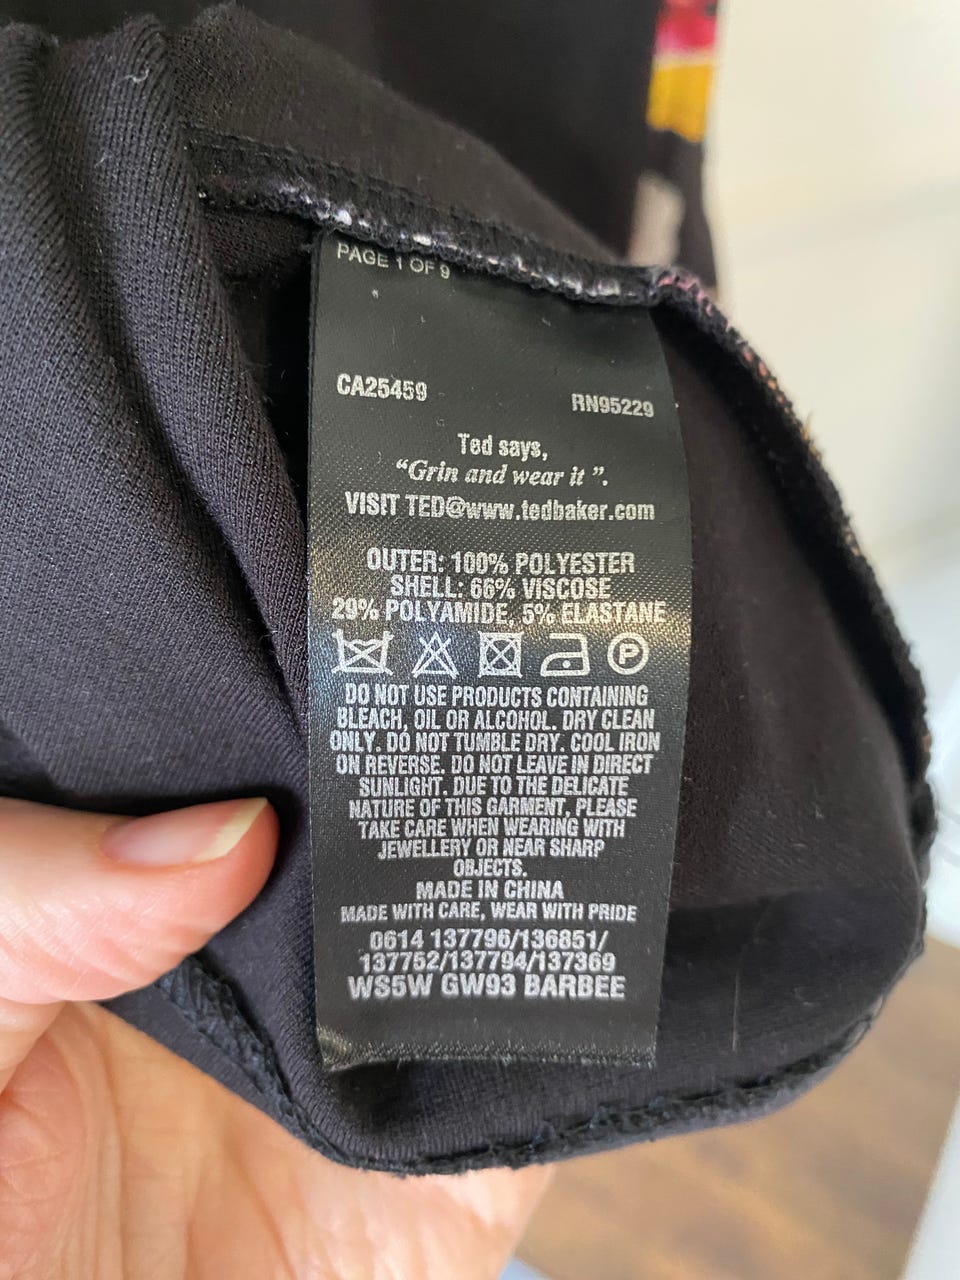 PAGE 1 OF 9
CA25459 RN95229
Ted says,
“Grin and wear it”.
VISIT TED@www.tedbaker.com
OUTER: 100% POLYESTER
SHELL: 66% VISCOSE
29% POLYAMIDE, 5% ELASTANE
P
DO NOT USE PRODUCTS CONTAINING
BLEACH, OIL OR ALCOHOL. DRY CLEAN
ONLY. DO NOT TUMBLE DRY. COOL IRON
ON REVERSE. DO NOT LEAVE IN DIRECT
SUNLIGHT. DUE TO THE DELICATE
NATURE OF THIS GARMENT, PLEASE
TAKE CARE WHEN WEARING WITH
JEWELLERY OR NEAR SHARP
OBJECTS.
MADE IN CHINA
MADE WITH CARE, WEAR WITH PRIDE
0614 137796/136851/
137752/137794/137369
WS5W GW93 BARBEE